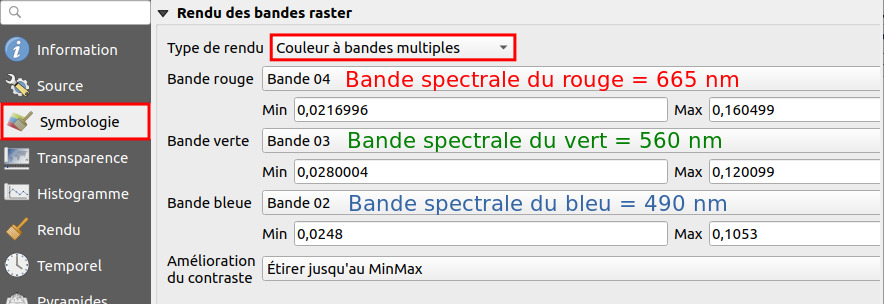 Information
Source
Symbologie
Transparence
Histogramme
Rendu
Temporel
Pyramides
Rendu des bandes raster
Type de rendu Couleur à bandes multiples
Bande rouge Bande 04 Bande spectrale du rouge = 665 nm
Min 0,0216996 Max 0,160499
Bande verte Bande 03 Bande spectrale du vert = 560 nm
Min 0,0280004 Max 0,120099
Bande bleue Bande 02 Bande spectrale du bleu = 490 nm
Min 0,0248 Max 0,1053
Amélioration
du contraste Étirer jusqu'au MinMax